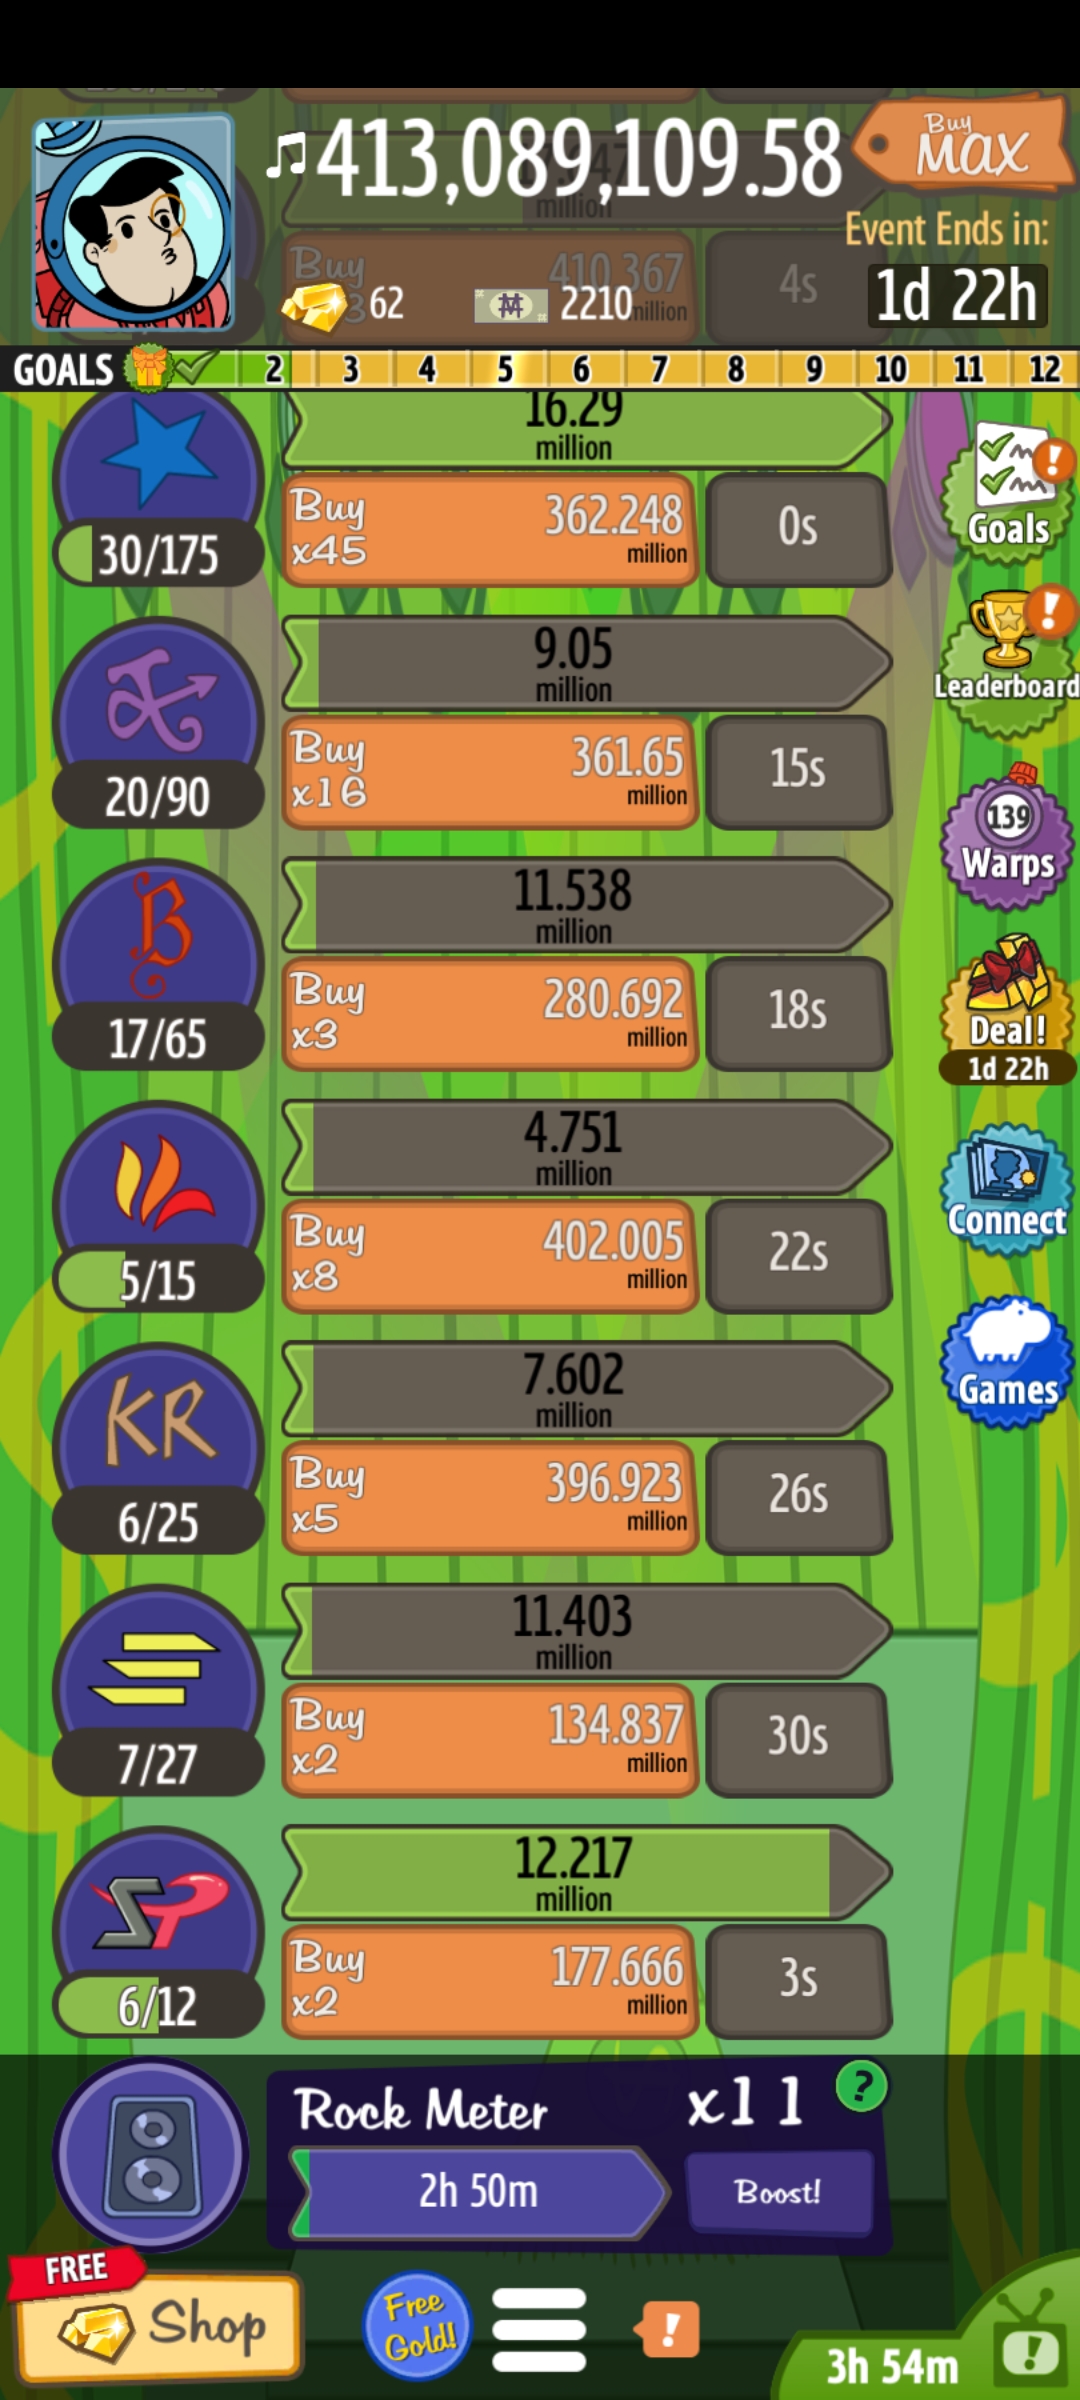 413,089,109.58
Buy
MAX
Event Ends in:
1d 22h
million
Buy
410.367
million
4s
62
2210
GOALS 2 3 4 5 6 7 8 9 10 11 12
16.29
million
30/175
Buy
x45
362.248
million
0s
Goals
9.05
million
20/90
Buy
x16
361.65
million
15s
Leaderboard
139
Warps
11.538
million
B
17/65
Buy
x3
280.692
million
18s
Deal!
1d 22h
4.751
million
5/15
Buy
x8
402.005
million
22s
Connect
7.602
million
KR
6/25
Buy
x5
396.923
million
26s
Games
11.403
million
7/27
Buy
x2
134.837
million
30s
12.217
million
SP
6/12
Buy
x2
177.666
million
3s
Rock Meter
x11
?
2h 50m
Boost!
FREE
Shop
Free
Gold!
!
3h 54m